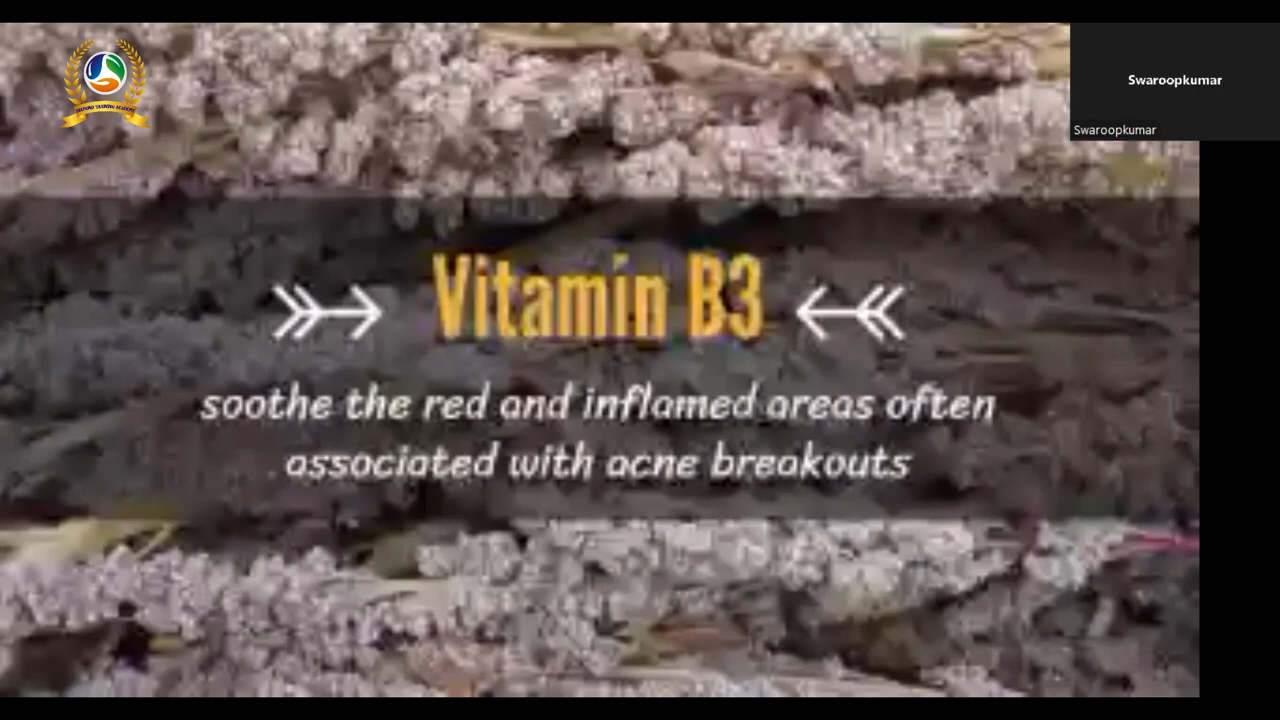 Swaroopkumar
Swaroopkumar
Vitamin B3
soothe the red and inflamed areas often
associated with acne breakouts